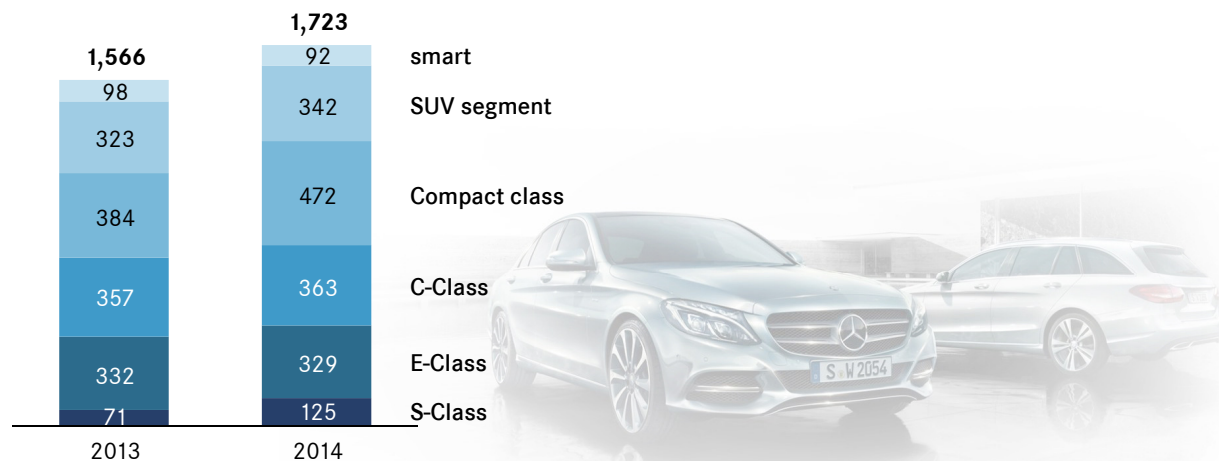 1,723
1,566
92
smart
98
342
SUV segment
323
472
Compact class
384
363
C-Class
357
329
E-Class
332
125
S-Class
71
2013
2014
S W 2054